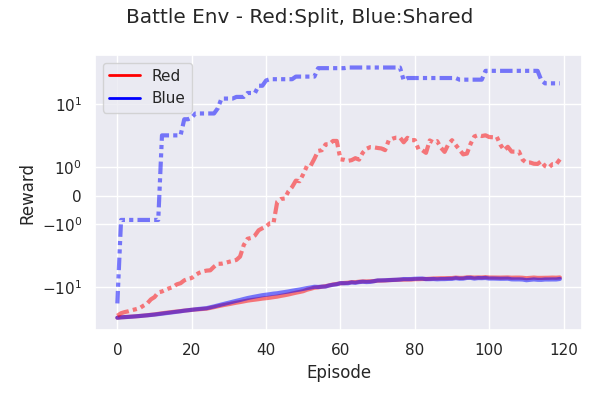 Battle Env - Red:Split, Blue:Shared
Red
Blue
10¹
10⁰
0
−10⁰
−10¹
Reward
0 20 40 60 80 100 120
Episode